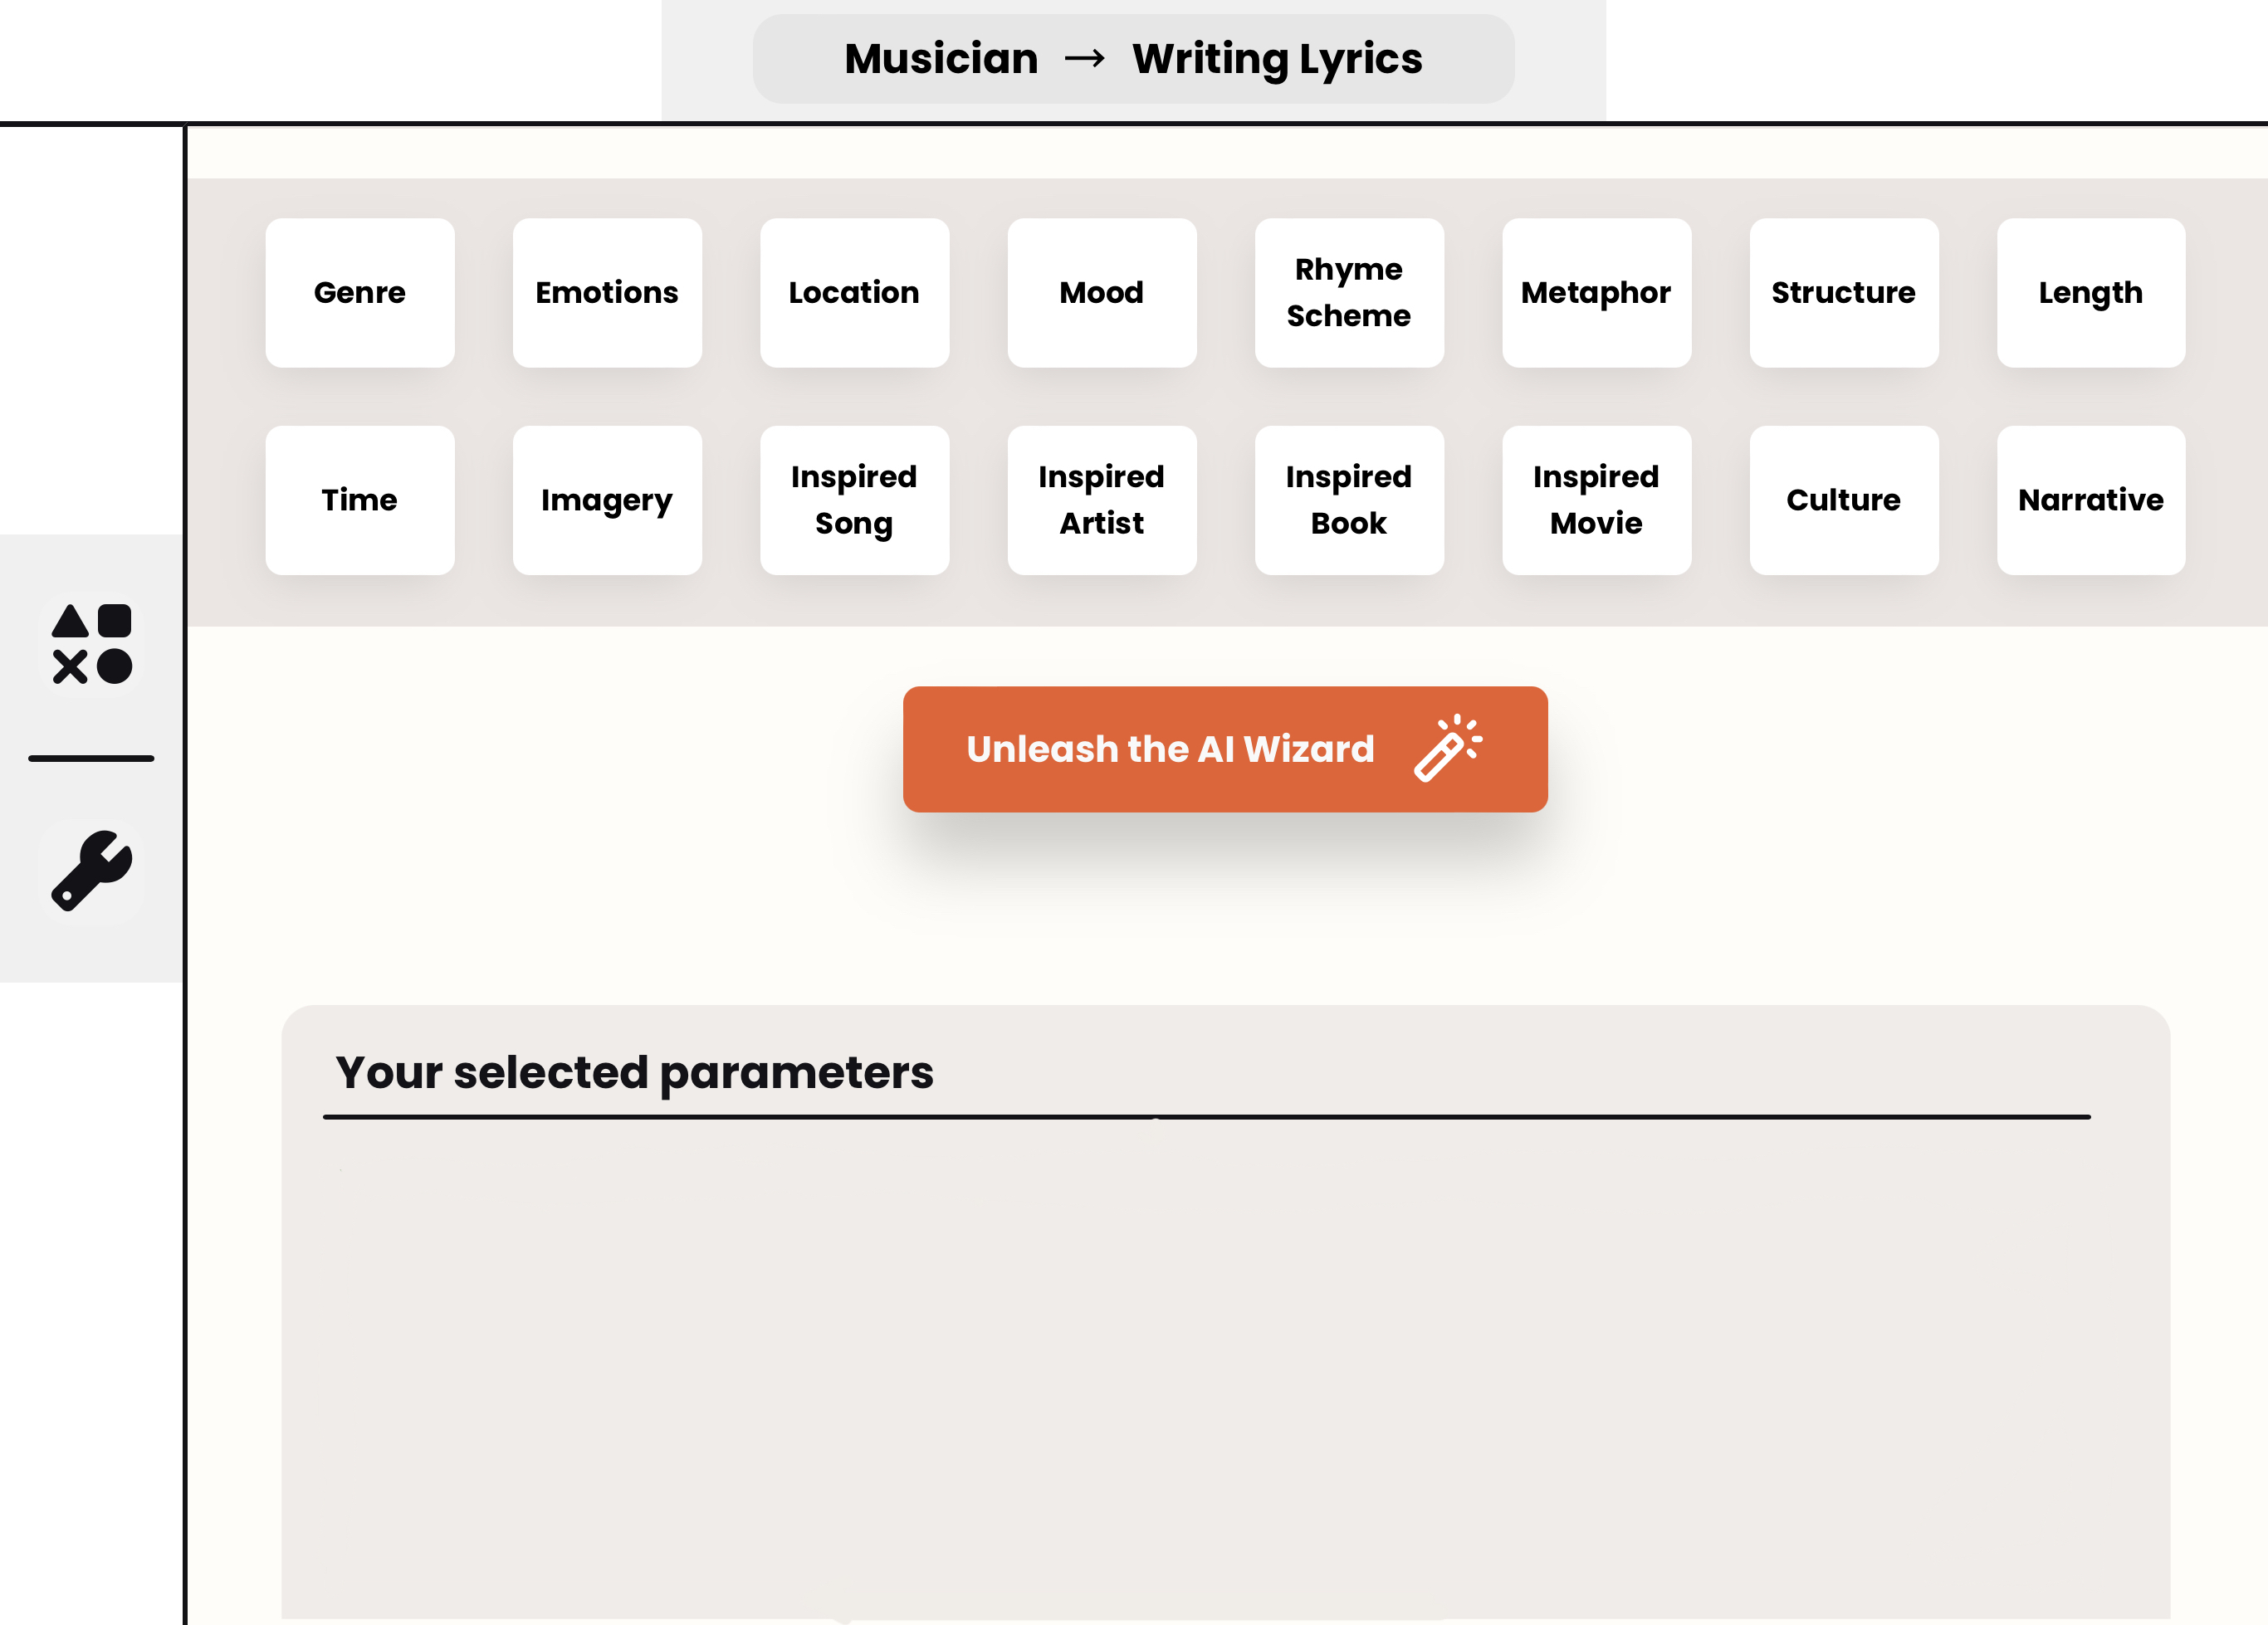 Musician → Writing Lyrics
Genre
Emotions
Location
Mood
Rhyme
Scheme
Metaphor
Structure
Length
Time
Imagery
Inspired
Song
Inspired
Artist
Inspired
Book
Inspired
Movie
Culture
Narrative
Unleash the AI Wizard
Your selected parameters